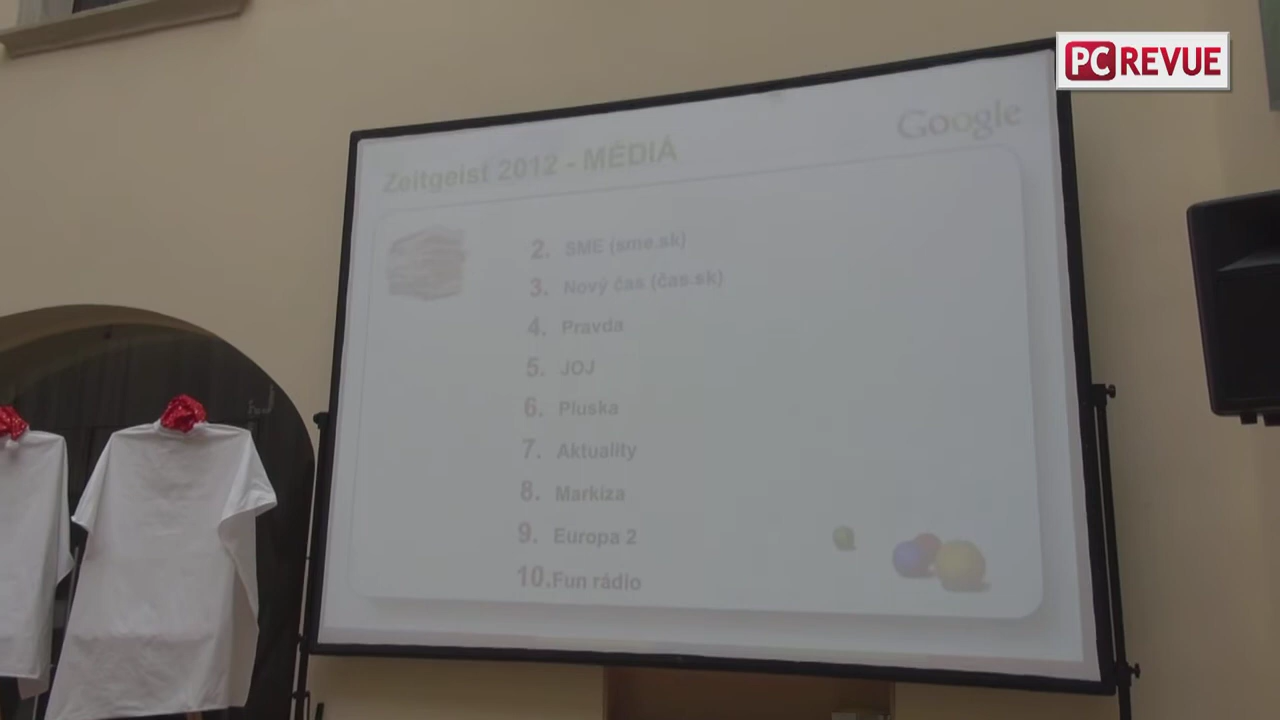 PC REVUE
Google
Zeitgeist 2012 - MÉDIÁ
2. SME (sme.sk)
3. Nový čas (čas.sk)
4. Pravda
5. JOJ
6. Pluska
7. Aktuality
8. Markíza
9. Europa 2
10. Fun rádio